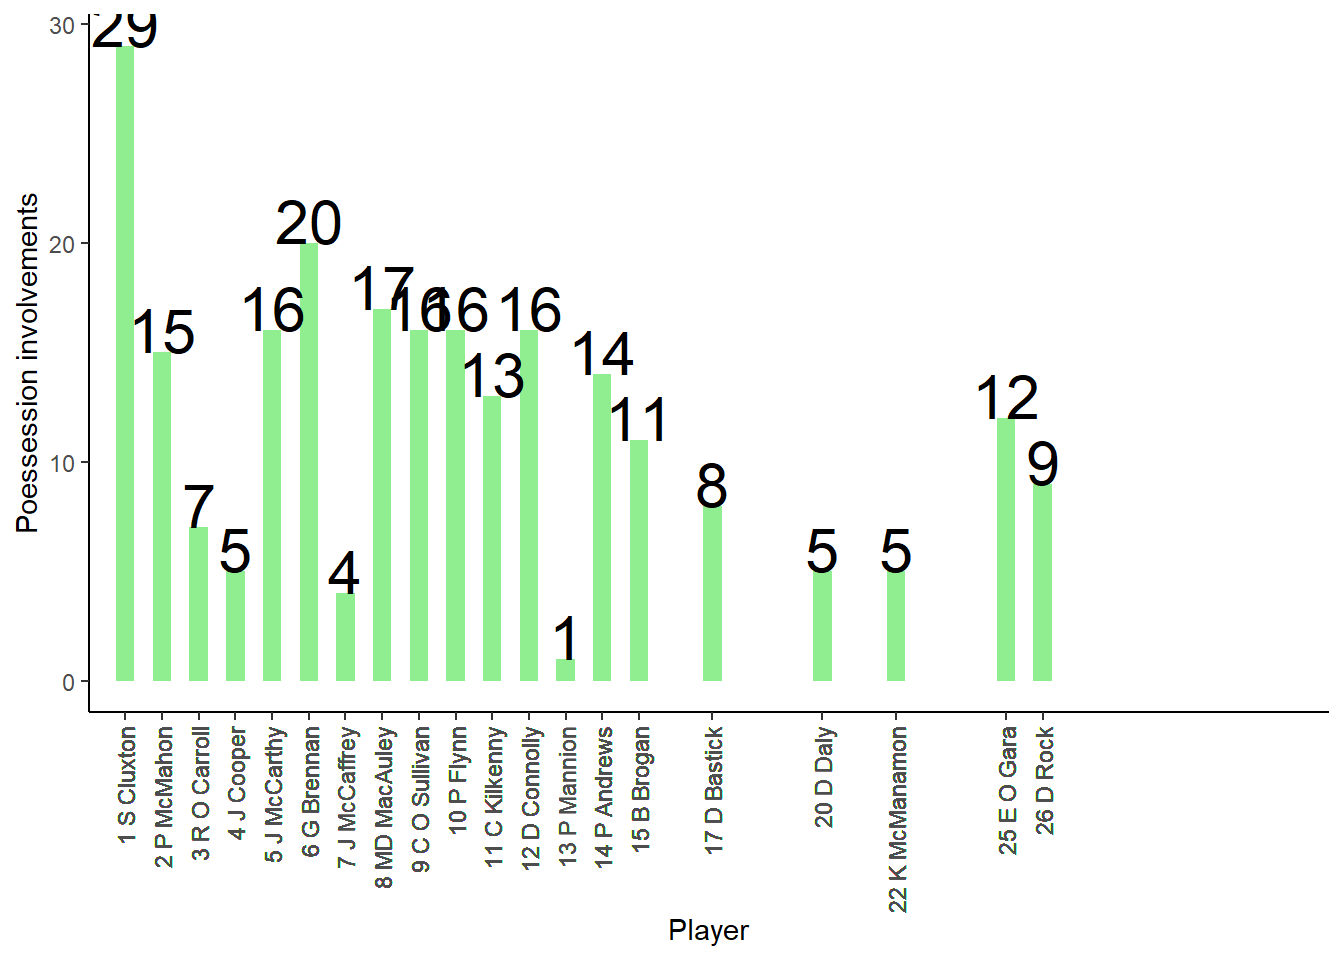 30
20
10
0
Poessession involvements
29
15
7
5
16
20
4
17
16
16
13
16
1
14
11
8
5
5
12
9
1 S Cluxton
2 P McMahon
3 R O Carroll
4 J Cooper
5 J McCarthy
6 G Brennan
7 J McCaffrey
8 MD MacAuley
9 C O Sullivan
10 P Flynn
11 C Kilkenny
12 D Connolly
13 P Mannion
14 P Andrews
15 B Brogan
17 D Bastick
20 D Daly
22 K McManamon
25 E O Gara
26 D Rock
Player